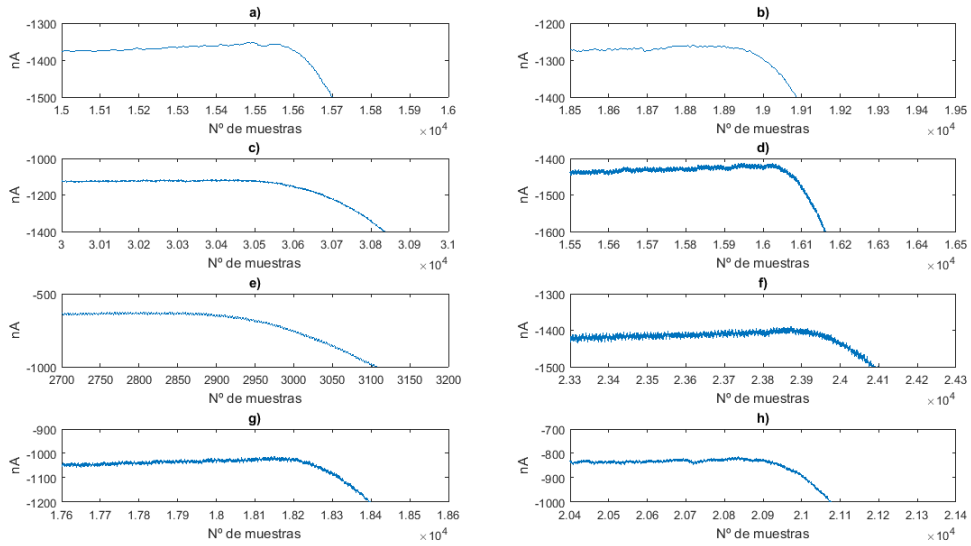 a)
-1300
-1400
-1500
nA
1.5 1.51 1.52 1.53 1.54 1.55 1.56 1.57 1.58 1.59 1.6
Nº de muestras
× 10⁴
b)
-1200
-1300
-1400
nA
1.85 1.86 1.87 1.88 1.89 1.9 1.91 1.92 1.93 1.94 1.95
Nº de muestras
× 10⁴
c)
-1000
-1200
-1400
nA
3 3.01 3.02 3.03 3.04 3.05 3.06 3.07 3.08 3.09 3.1
Nº de muestras
× 10⁴
d)
-1400
-1500
-1600
nA
1.55 1.56 1.57 1.58 1.59 1.6 1.61 1.62 1.63 1.64 1.65
Nº de muestras
× 10⁴
e)
-500
-1000
nA
2700 2750 2800 2850 2900 2950 3000 3050 3100 3150 3200
Nº de muestras
f)
-1300
-1400
-1500
nA
2.33 2.34 2.35 2.36 2.37 2.38 2.39 2.4 2.41 2.42 2.43
Nº de muestras
× 10⁴
g)
-900
-1000
-1100
-1200
nA
1.76 1.77 1.78 1.79 1.8 1.81 1.82 1.83 1.84 1.85 1.86
Nº de muestras
× 10⁴
h)
-700
-800
-900
-1000
nA
2.04 2.05 2.06 2.07 2.08 2.09 2.1 2.11 2.12 2.13 2.14
Nº de muestras
× 10⁴